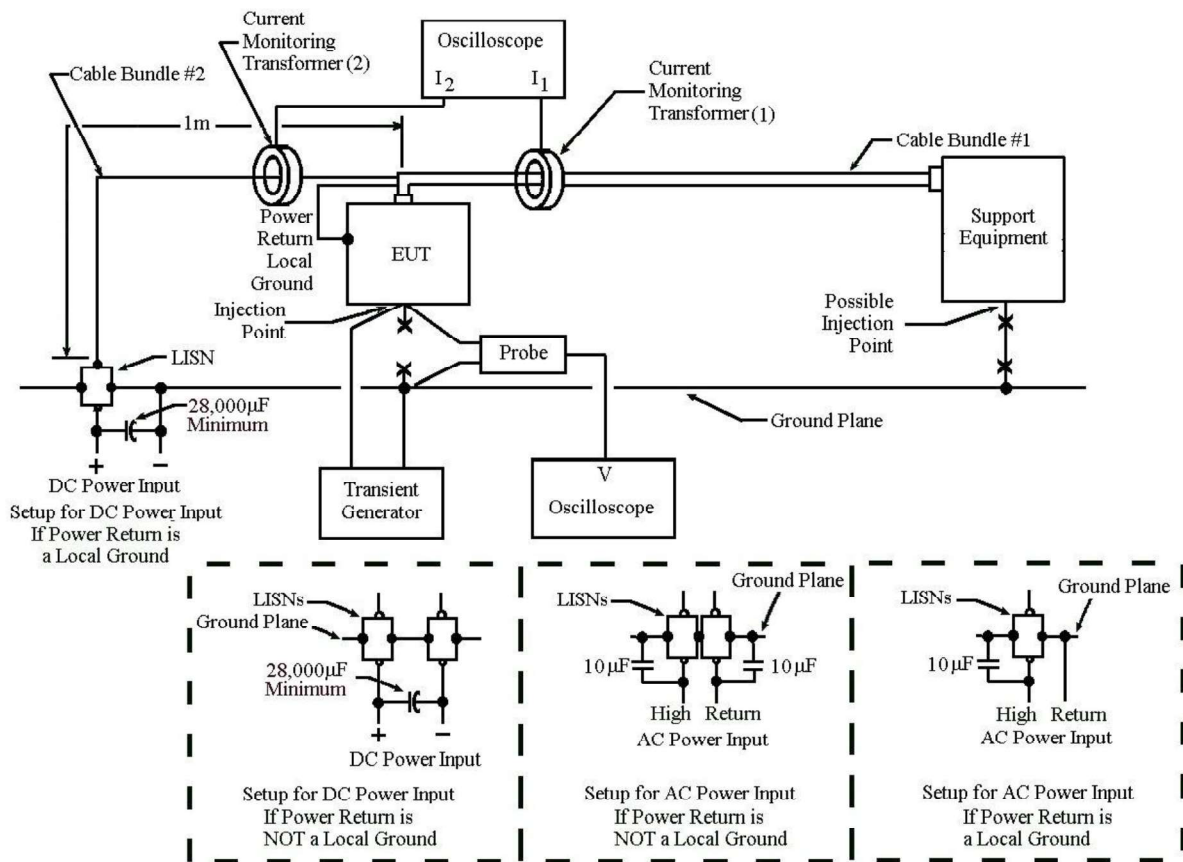 Current
Monitoring
Transformer (2)
Oscilloscope
I2 I1
Current
Monitoring
Transformer (1)
Cable Bundle #2
1m
Cable Bundle #1
Power
Return
Local
Ground
EUT
Support
Equipment
Injection
Point
Possible
Injection
Point
LISN
Probe
28,000µF
Minimum
Ground Plane
+ −
DC Power Input
Setup for DC Power Input
If Power Return is
a Local Ground
Transient
Generator
V
Oscilloscope
LISNs
Ground Plane
28,000µF
Minimum
+ −
DC Power Input
Setup for DC Power Input
If Power Return is
NOT a Local Ground
LISNs
Ground Plane
10 µF 10 µF
High Return
AC Power Input
Setup for AC Power Input
If Power Return is
NOT a Local Ground
LISNs
Ground Plane
10 µF
High Return
AC Power Input
Setup for AC Power Input
If Power Return is
a Local Ground